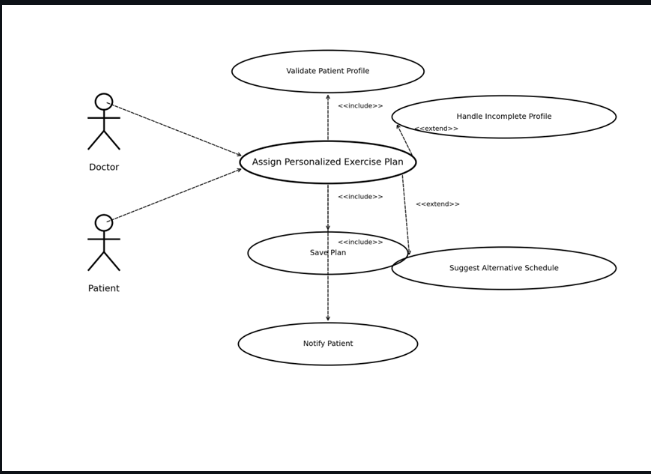 Validate Patient Profile
<<include>>
Handle Incomplete Profile
<<extend>>
Doctor
Assign Personalized Exercise Plan
<<include>>
<<extend>>
<<include>>
Save Plan
Suggest Alternative Schedule
Patient
Notify Patient